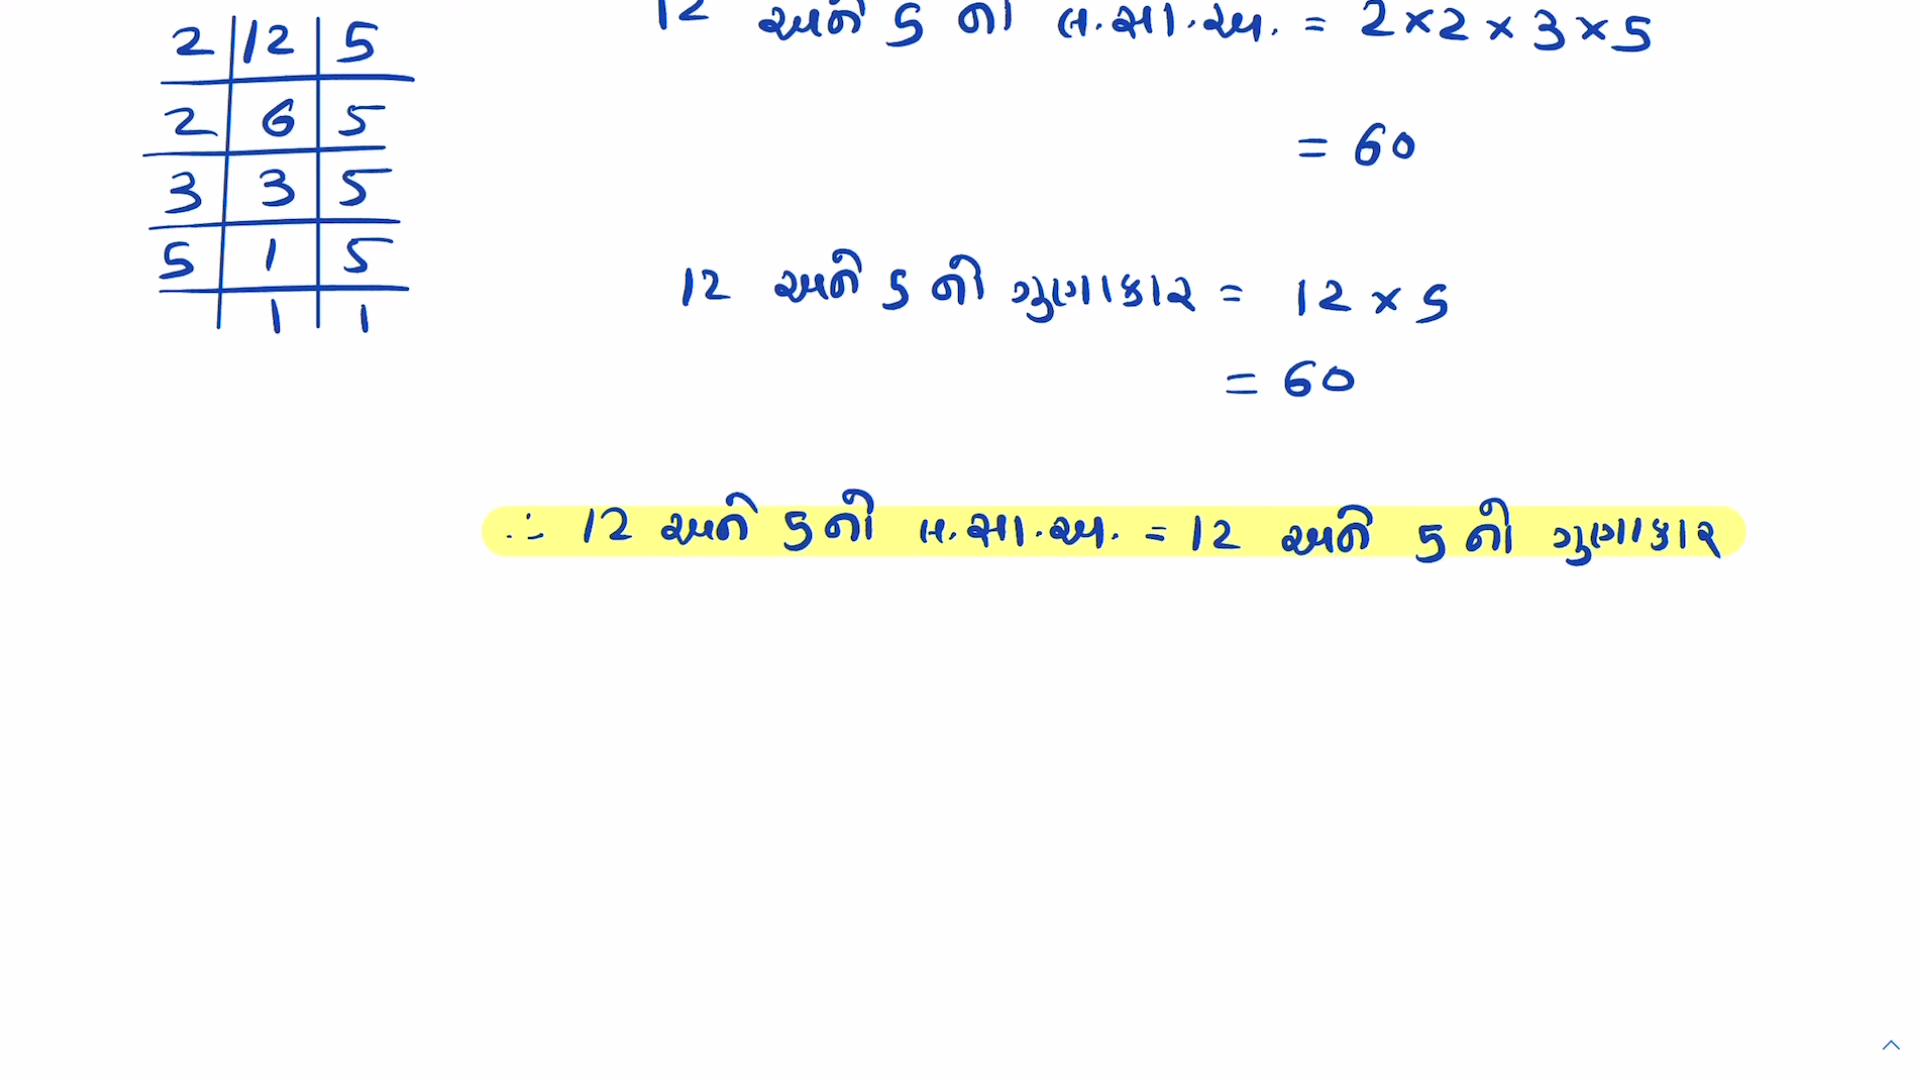 2 12 5
2 6 5
3 3 5
5 1 5
1 1
12 અને 5 ની લ.સા.અ. = 2 × 2 × 3 × 5
= 60
12 અને 5 નો ગુણાકાર = 12 × 5
= 60
∴ 12 અને 5 નો લ.સા.અ. = 12 અને 5 નો ગુણાકાર